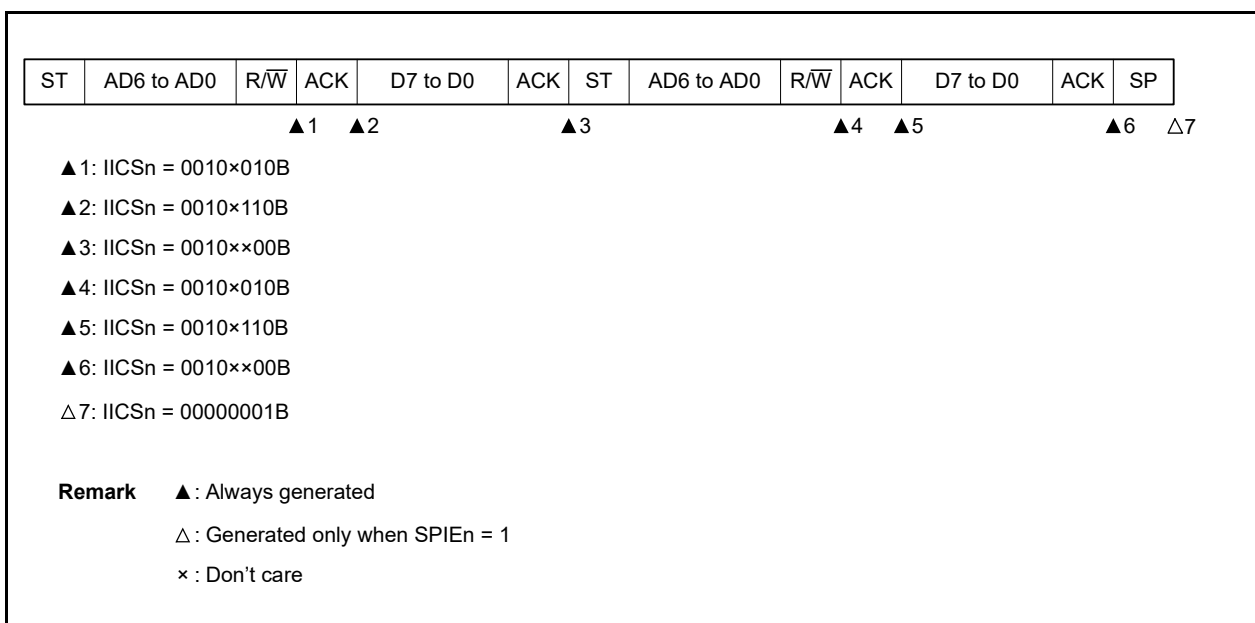 ST AD6 to AD0 R/W̅ ACK D7 to D0 ACK ST AD6 to AD0 R/W̅ ACK D7 to D0 ACK SP
▲1 ▲2 ▲3 ▲4 ▲5 ▲6 △7
▲1: IICSn = 0010×010B
▲2: IICSn = 0010×110B
▲3: IICSn = 0010××00B
▲4: IICSn = 0010×010B
▲5: IICSn = 0010×110B
▲6: IICSn = 0010××00B
△7: IICSn = 00000001B
Remark ▲: Always generated
△: Generated only when SPIEn = 1
×: Don't care